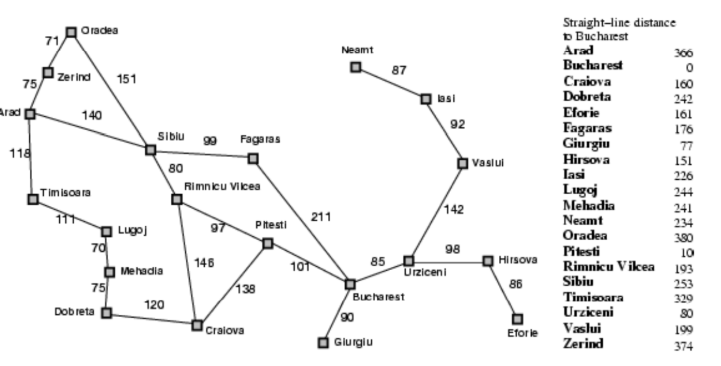 Oradea
71
Zerind
151
75
Arad
140
Sibiu
99
Fagaras
118
80
Timisoara
Rimnicu Vilcea
111
Lugoj
97
Pitesti
211
70
146
101
Mehadia
138
75
120
Dobreta
Craiova
Neamt
87
Iasi
92
Vaslui
142
98
Hirsova
85
Urziceni
86
Bucharest
90
Giurgiu
Eforie
Straight-line distance
to Bucharest
Arad 366
Bucharest 0
Craiova 160
Dobreta 242
Eforie 161
Fagaras 176
Giurgiu 77
Hirsova 151
Iasi 226
Lugoj 244
Mehadia 241
Neamt 234
Oradea 380
Pitesti 10
Rimnicu Vilcea 193
Sibiu 253
Timisoara 329
Urziceni 80
Vaslui 199
Zerind 374